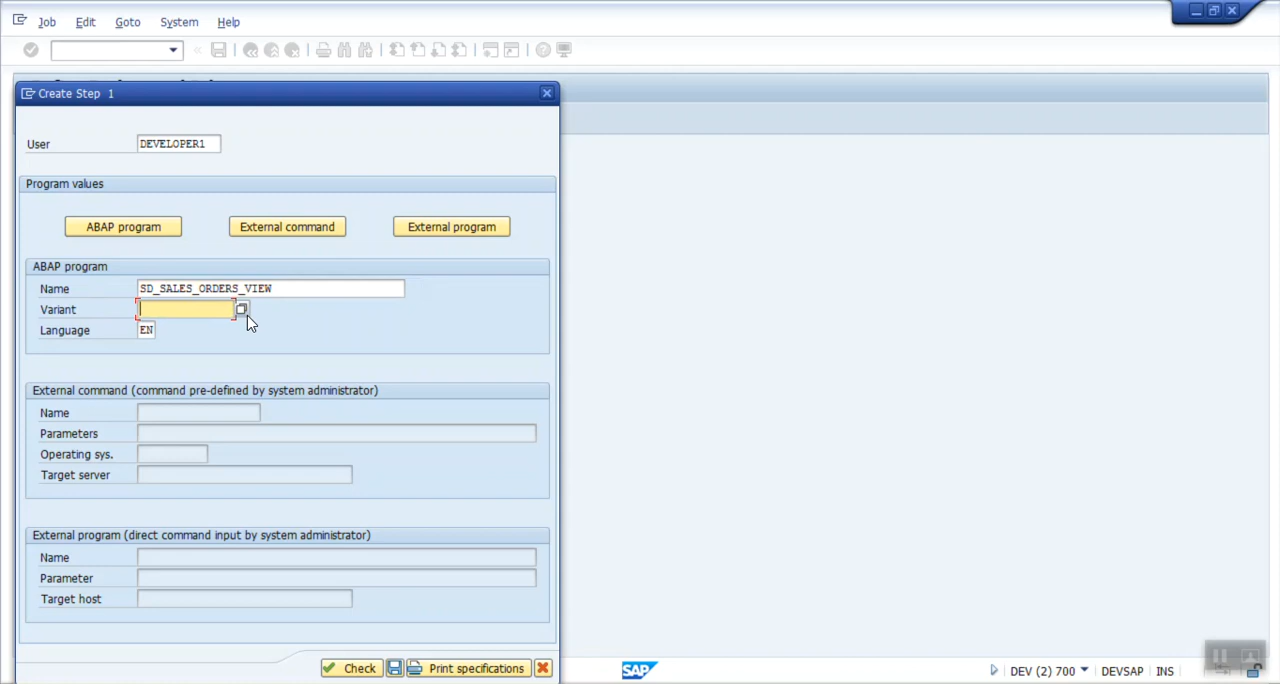 Job Edit Goto System Help
Create Step 1
User DEVELOPER1
Program values
ABAP program External command External program
ABAP program
Name SD_SALES_ORDERS_VIEW
Variant
Language EN
External command (command pre-defined by system administrator)
Name
Parameters
Operating sys.
Target server
External program (direct command input by system administrator)
Name
Parameter
Target host
Check Print specifications
SAP DEV (2) 700 DEVSAP INS